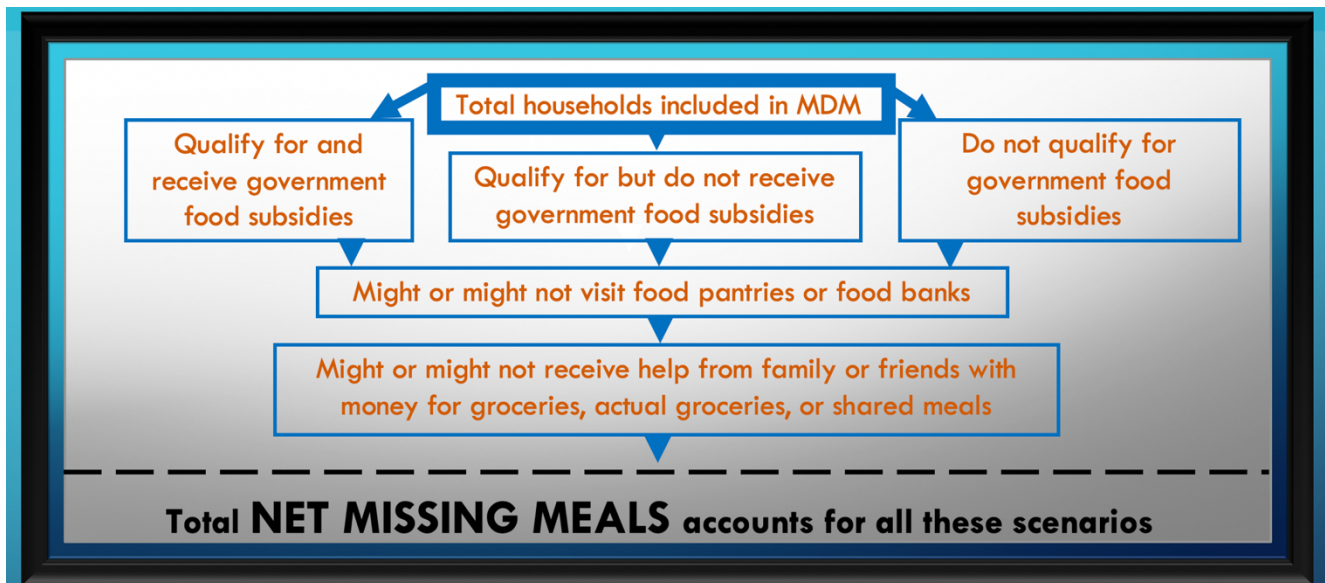 Total households included in MDM
Qualify for and
receive government
food subsidies
Qualify for but do not receive
government food subsidies
Do not qualify for
government food
subsidies
Might or might not visit food pantries or food banks
Might or might not receive help from family or friends with
money for groceries, actual groceries, or shared meals
Total NET MISSING MEALS accounts for all these scenarios